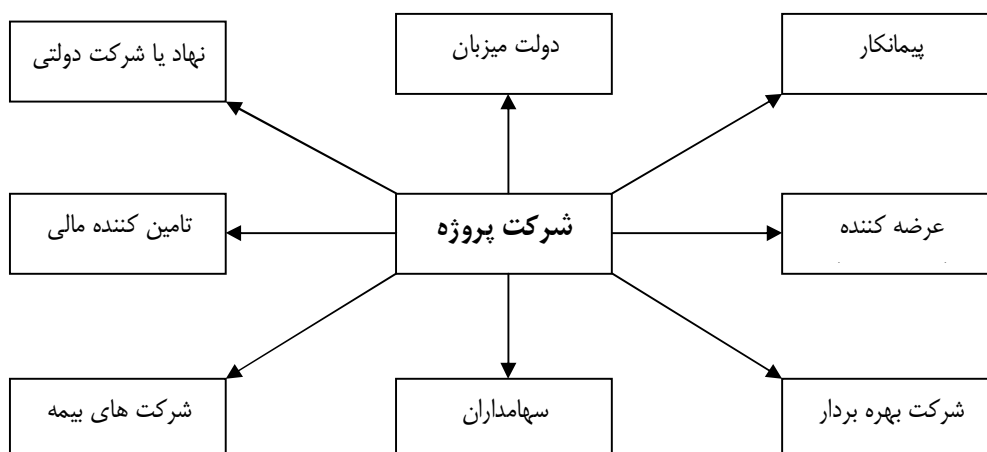 پیمانکار
دولت میزبان
نهاد یا شرکت دولتی
عرضه کننده
شرکت پروژه
تامین کننده مالی
شرکت بهره بردار
سهامداران
شرکت های بیمه